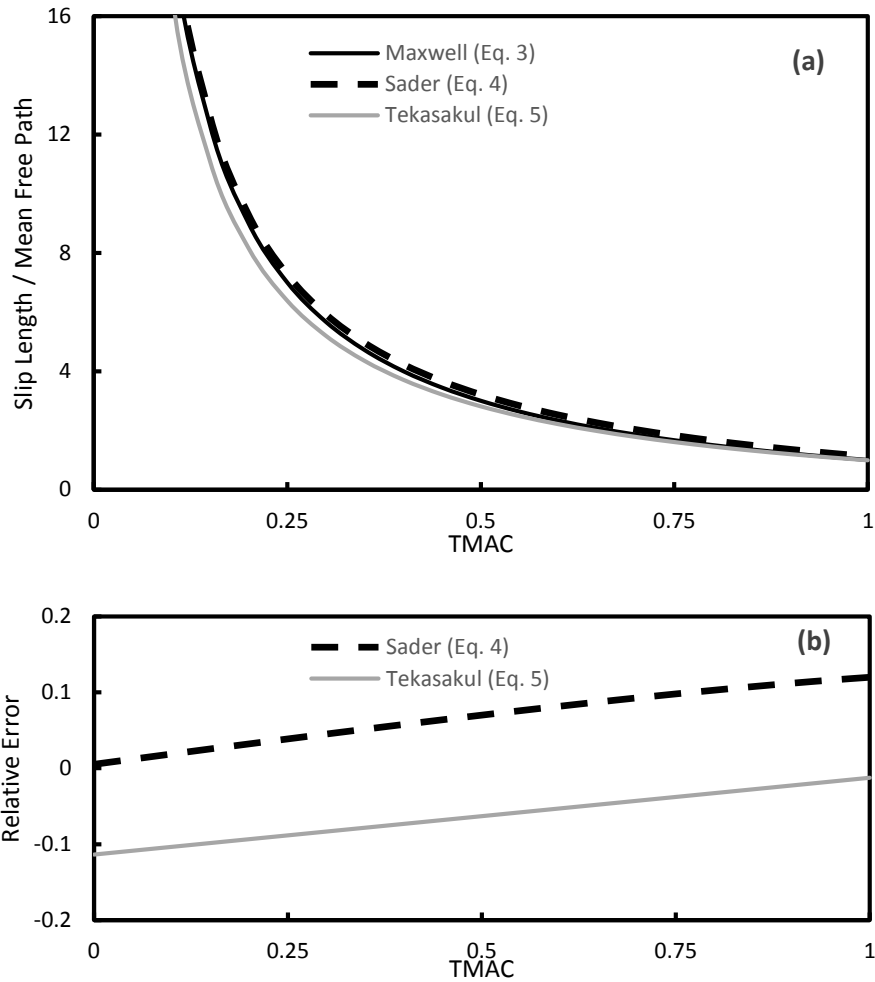 16
12
8
4
0
Slip Length / Mean Free Path
Maxwell (Eq. 3)
Sader (Eq. 4)
Tekasakul (Eq. 5)
(a)
0 0.25 0.5 0.75 1
TMAC
0.2
0.1
0
-0.1
-0.2
Relative Error
Sader (Eq. 4)
Tekasakul (Eq. 5)
(b)
0 0.25 0.5 0.75 1
TMAC